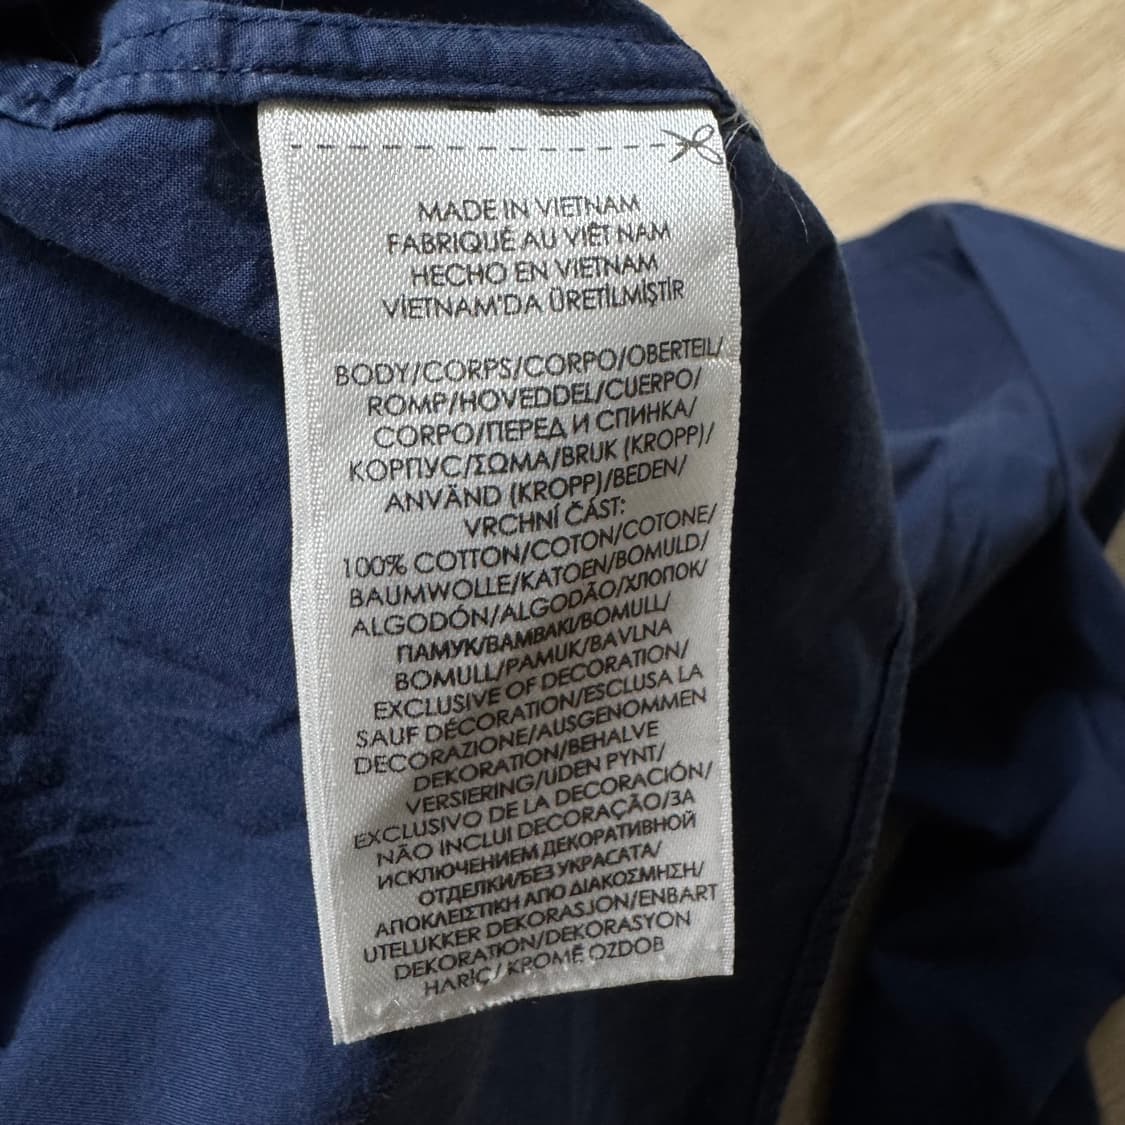 MADE IN VIETNAM
FABRIQUÉ AU VIÊT NAM
HECHO EN VIETNAM
VİETNAM'DA ÜRETİLMİŞTİR
BODY/CORPS/CORPO/OBERTEIL/
ROMP/HOVEDDEL/CUERPO/
CORPO/ПЕРЕД И СПИНКА/
КОРПУС/ΣΩΜΑ/BRUK (KROPP)/
ANVÄND (KROPP)/BEDEN/
VRCHNÍ ČÁST:
100% COTTON/COTON/COTONE/
BAUMWOLLE/KATOEN/BOMULD/
ALGODÓN/ALGODÃO/ХЛОПОК/
ПАМУК/ΒΑΜΒΑΚΙ/BOMULL/
BOMULL/PAMUK/BAVLNA
EXCLUSIVE OF DECORATION/
SAUF DÉCORATION/ESCLUSA LA
DECORAZIONE/AUSGENOMMEN
DEKORATION/BEHALVE
VERSIERING/UDEN PYNT/
EXCLUSIVO DE LA DECORACIÓN/
NÃO INCLUI DECORAÇÃO/ЗА
ИСКЛЮЧЕНИЕМ ДЕКОРАТИВНОЙ
ОТДЕЛКИ/БЕЗ УКРАСАТА/
ΑΠΟΚΛΕΙΣΤΙΚΗ ΑΠΟ ΔΙΑΚΟΣΜΗΣΗ/
UTELUKKER DEKORASJON/ENBART
DEKORATION/DEKORASYON
HARİÇ/ KROMĚ OZDOB